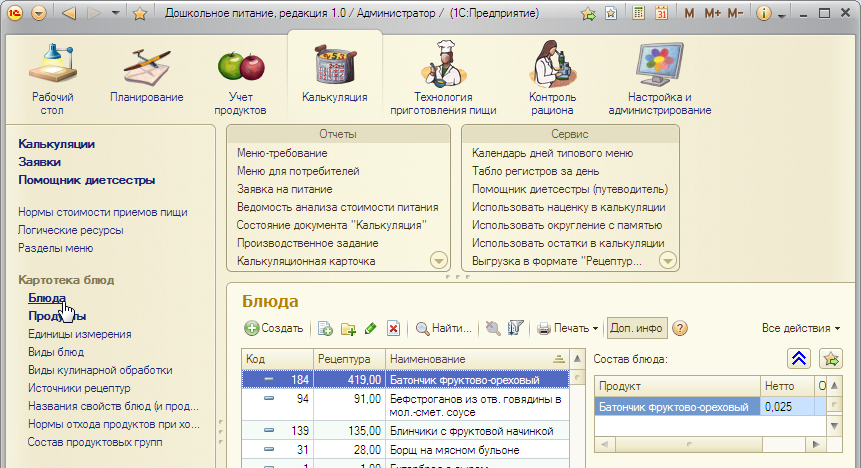 Дошкольное питание, редакция 1.0 / Администратор / (1С:Предприятие)
M M+ M-
Рабочий
стол
Планирование
Учет
продуктов
Калькуляция
Технология
приготовления пищи
Контроль
рациона
Настройка и
администрирование
Калькуляции
Заявки
Помощник диетсестры
Нормы стоимости приемов пищи
Логические ресурсы
Разделы меню
Картотека блюд
Блюда
Продукты
Единицы измерения
Виды блюд
Виды кулинарной обработки
Источники рецептур
Названия свойств блюд (и прод...
Нормы отхода продуктов при хо...
Состав продуктовых групп
Отчеты
Меню-требование
Меню для потребителей
Заявка на питание
Ведомость анализа стоимости питания
Состояние документа "Калькуляция"
Производственное задание
Калькуляционная карточка
Сервис
Календарь дней типового меню
Табло регистров за день
Помощник диетсестры (путеводитель)
Использовать наценку в калькуляции
Использовать округление с памятью
Использовать остатки в калькуляции
Выгрузка в формате "Рецептур...
Блюда
Создать Найти... Печать Доп. инфо Все действия
Код Рецептура Наименование
184 419,00 Батончик фруктово-ореховый
94 91,00 Бефстроганов из отв. говядины в
мол.-смет. соусе
139 135,00 Блинчики с фруктовой начинкой
31 28,00 Борщ на мясном бульоне
Состав блюда:
Продукт Нетто О
Батончик фруктово-ореховый 0,025